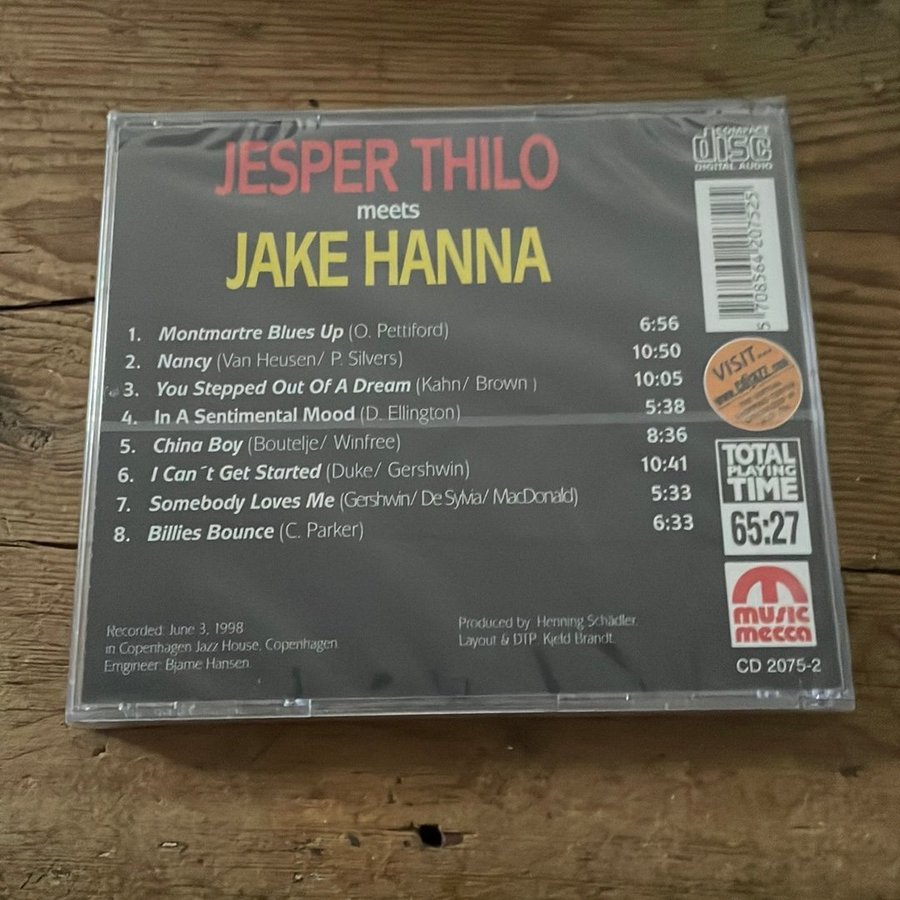 JESPER THILO
meets
JAKE HANNA
COMPACT
disc
DIGITAL AUDIO
5 708564 207525
1. Montmartre Blues Up (O. Pettiford) 6:56
2. Nancy (Van Heusen/ P. Silvers) 10:50
3. You Stepped Out Of A Dream (Kahn/ Brown ) 10:05
4. In A Sentimental Mood (D. Ellington) 5:38
5. China Boy (Boutelje/ Winfree) 8:36
6. I Can´t Get Started (Duke/ Gershwin) 10:41
7. Somebody Loves Me (Gershwin/ De Sylvia/ MacDonald) 5:33
8. Billies Bounce (C. Parker) 6:33
VISIT.....
TOTAL
PLAYING
TIME
65:27
music
mecca
CD 2075-2
Recorded: June 3, 1998
in Copenhagen Jazz House, Copenhagen.
Emgineer: Bjarne Hansen.
Produced by: Henning Schädler.
Layout & DTP: Kjeld Brandt.